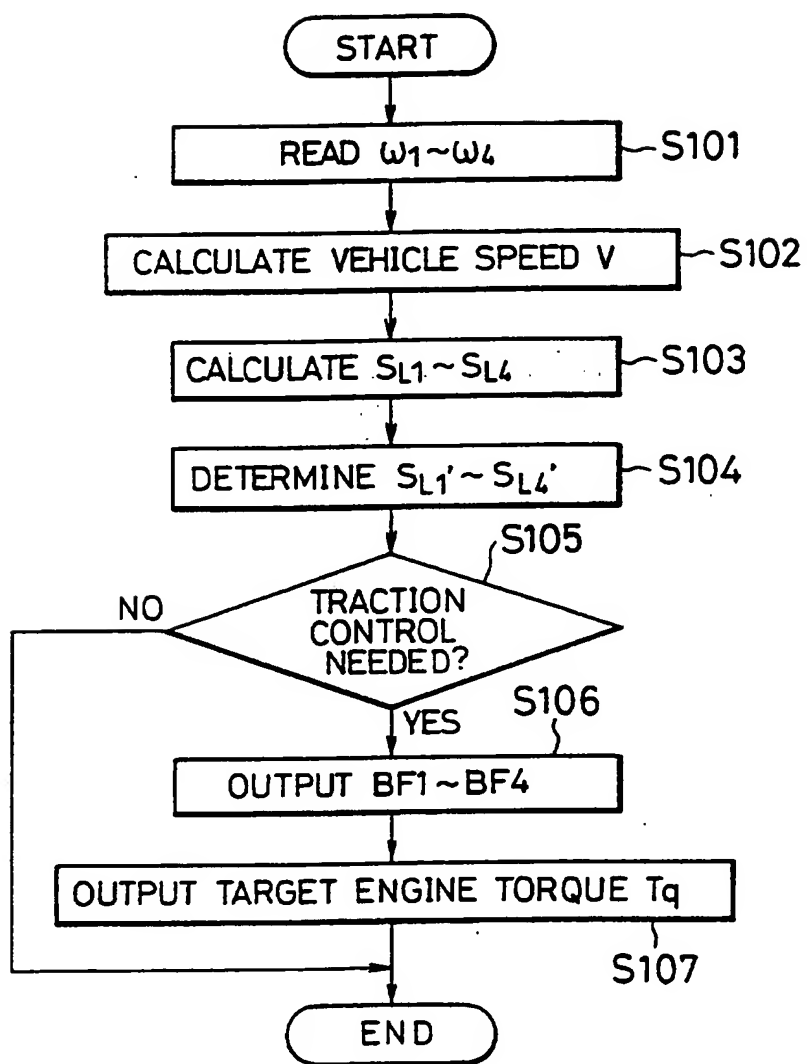 START
READ ω1~ω4
S101
CALCULATE VEHICLE SPEED V
S102
CALCULATE SL1~SL4
S103
DETERMINE SL1'~SL4'
S104
S105
NO
TRACTION
CONTROL
NEEDED?
YES
S106
OUTPUT BF1~BF4
OUTPUT TARGET ENGINE TORQUE Tq
S107
END